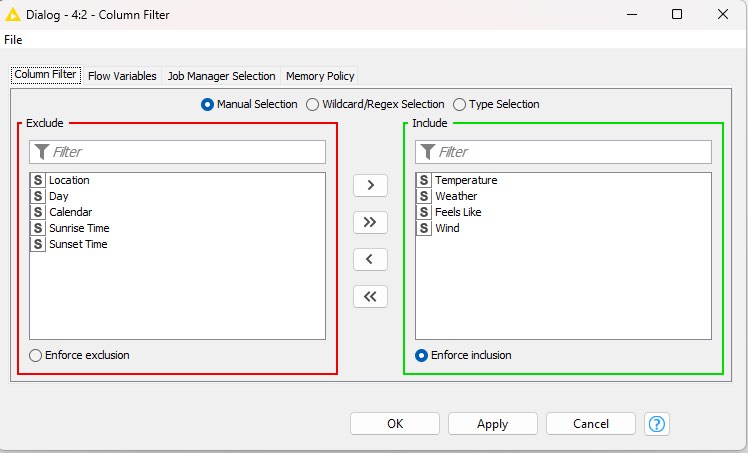 Dialog - 4:2 - Column Filter
File
Column Filter Flow Variables Job Manager Selection Memory Policy
Manual Selection Wildcard/Regex Selection Type Selection
Exclude
Filter
S Location
S Day
S Calendar
S Sunrise Time
S Sunset Time
Enforce exclusion
>
>>
<
<<
Include
Filter
S Temperature
S Weather
S Feels Like
S Wind
Enforce inclusion
OK Apply Cancel ?